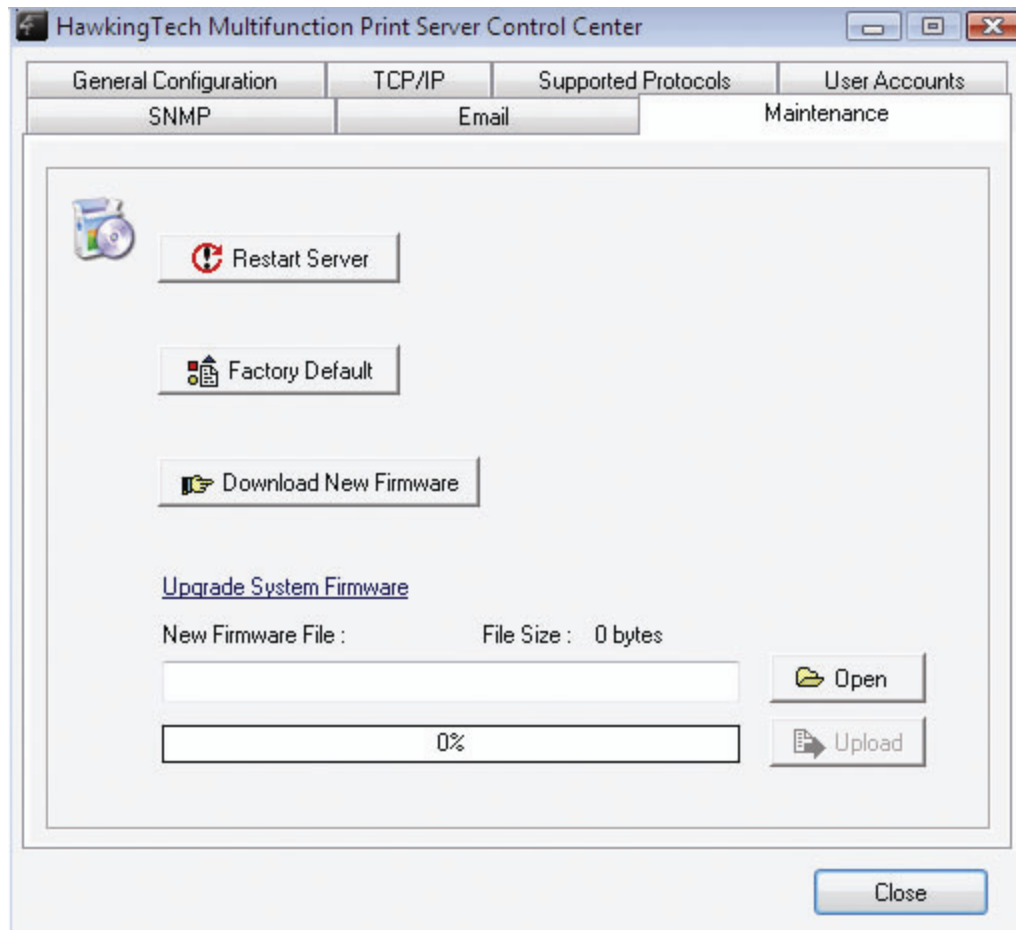 HawkingTech Multifunction Print Server Control Center
General Configuration
TCP/IP
Supported Protocols
User Accounts
SNMP
Email
Maintenance
Restart Server
Factory Default
Download New Firmware
Upgrade System Firmware
New Firmware File :
File Size : 0 bytes
Open
0%
Upload
Close